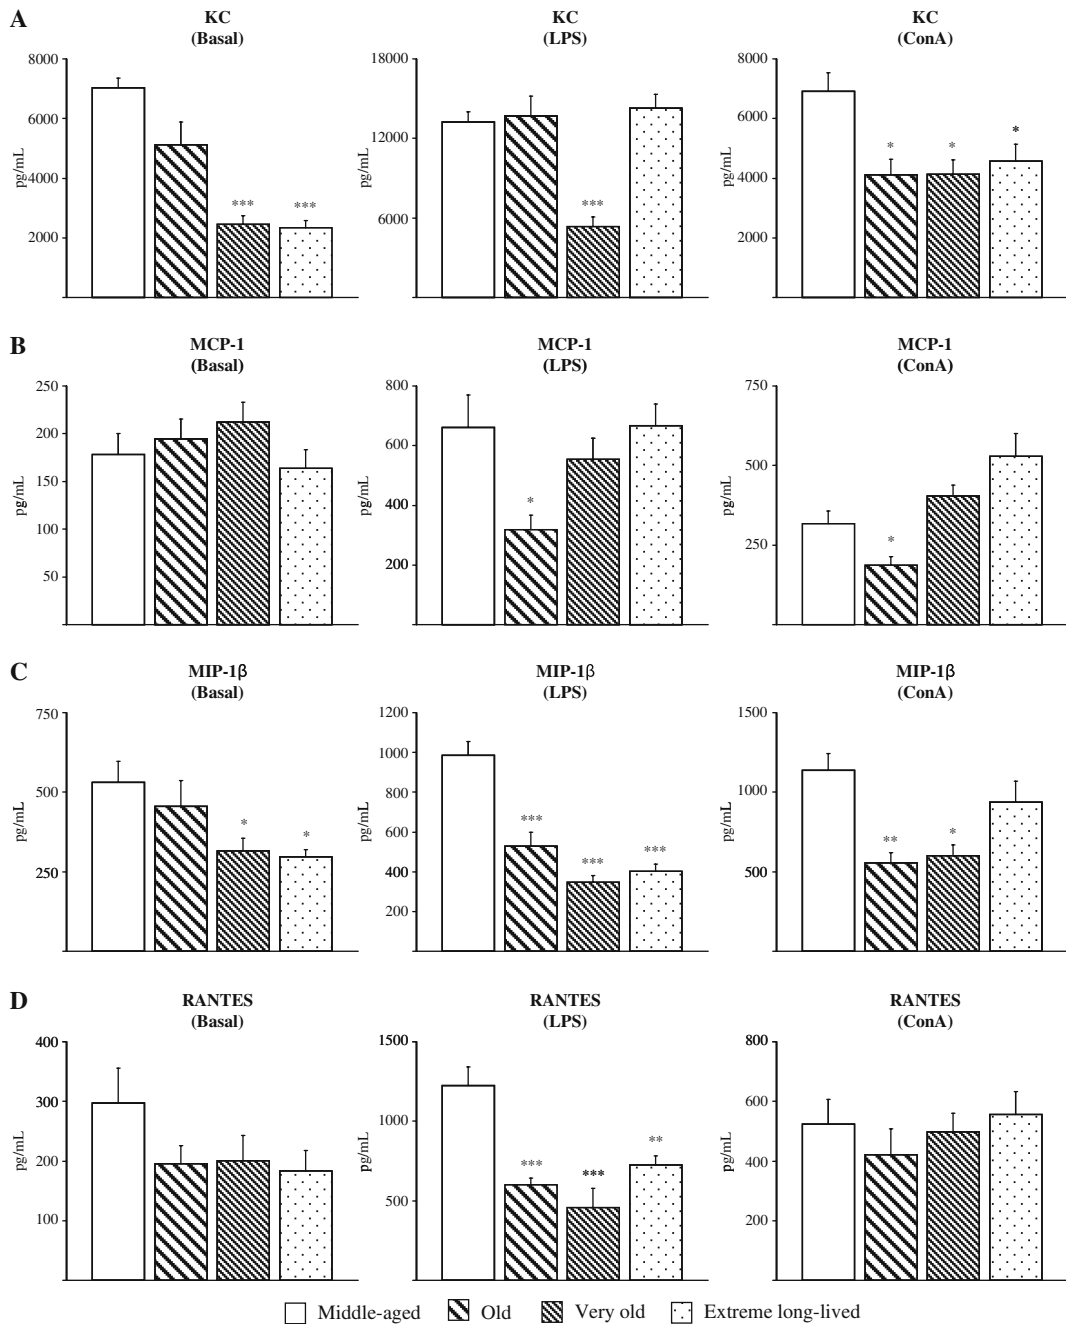 A
KC
(Basal)
KC
(LPS)
KC
(ConA)
pg/mL
8000
6000
4000
2000
***
***
pg/mL
18000
12000
6000
***
pg/mL
8000
6000
4000
2000
*
*
*
B
MCP-1
(Basal)
MCP-1
(LPS)
MCP-1
(ConA)
pg/mL
250
200
150
100
50
pg/mL
800
600
400
200
*
pg/mL
750
500
250
*
C
MIP-1β
(Basal)
MIP-1β
(LPS)
MIP-1β
(ConA)
pg/mL
750
500
250
*
*
pg/mL
1200
1000
800
600
400
200
***
***
***
pg/mL
1500
1000
500
**
*
D
RANTES
(Basal)
RANTES
(LPS)
RANTES
(ConA)
pg/mL
400
300
200
100
pg/mL
1500
1000
500
***
***
**
pg/mL
800
600
400
200
Middle-aged Old Very old Extreme long-lived